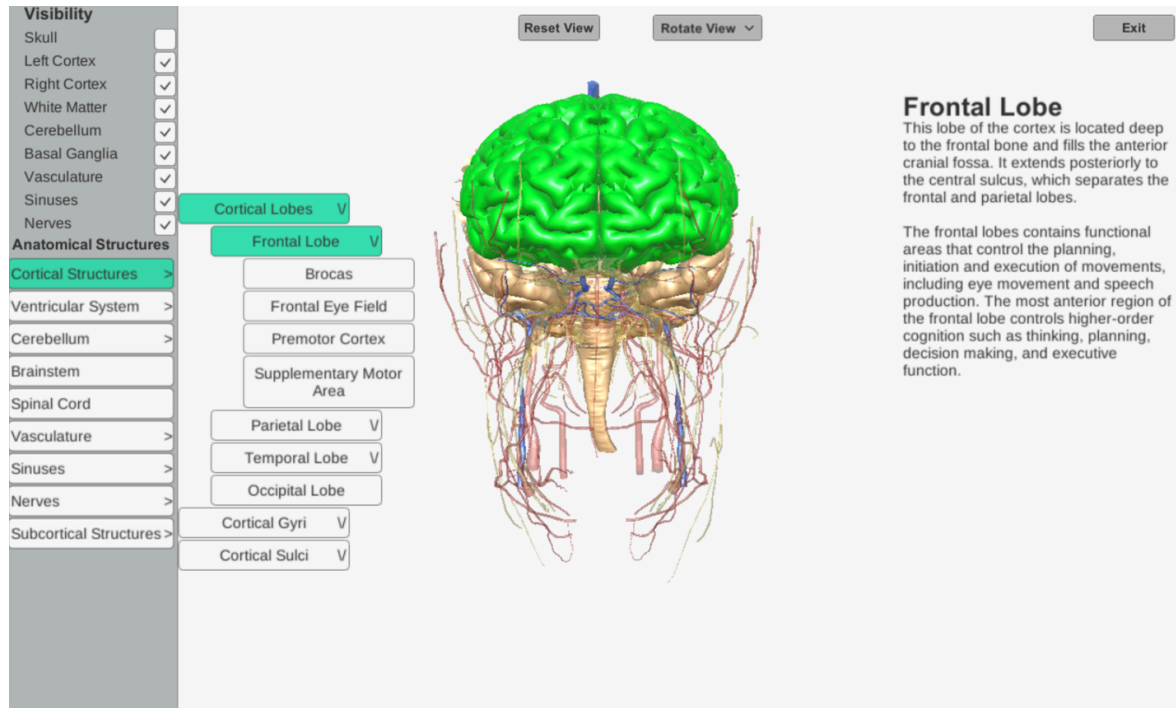 Visibility
Skull
Left Cortex
Right Cortex
White Matter
Cerebellum
Basal Ganglia
Vasculature
Sinuses
Nerves
Anatomical Structures
Cortical Structures >
Ventricular System >
Cerebellum >
Brainstem
Spinal Cord
Vasculature >
Sinuses >
Nerves >
Subcortical Structures >
Cortical Lobes V
Frontal Lobe V
Brocas
Frontal Eye Field
Premotor Cortex
Supplementary Motor
Area
Parietal Lobe V
Temporal Lobe V
Occipital Lobe
Cortical Gyri V
Cortical Sulci V
Reset View
Rotate View
Exit
Frontal Lobe
This lobe of the cortex is located deep
to the frontal bone and fills the anterior
cranial fossa. It extends posteriorly to
the central sulcus, which separates the
frontal and parietal lobes.
The frontal lobes contains functional
areas that control the planning,
initiation and execution of movements,
including eye movement and speech
production. The most anterior region of
the frontal lobe controls higher-order
cognition such as thinking, planning,
decision making, and executive
function.